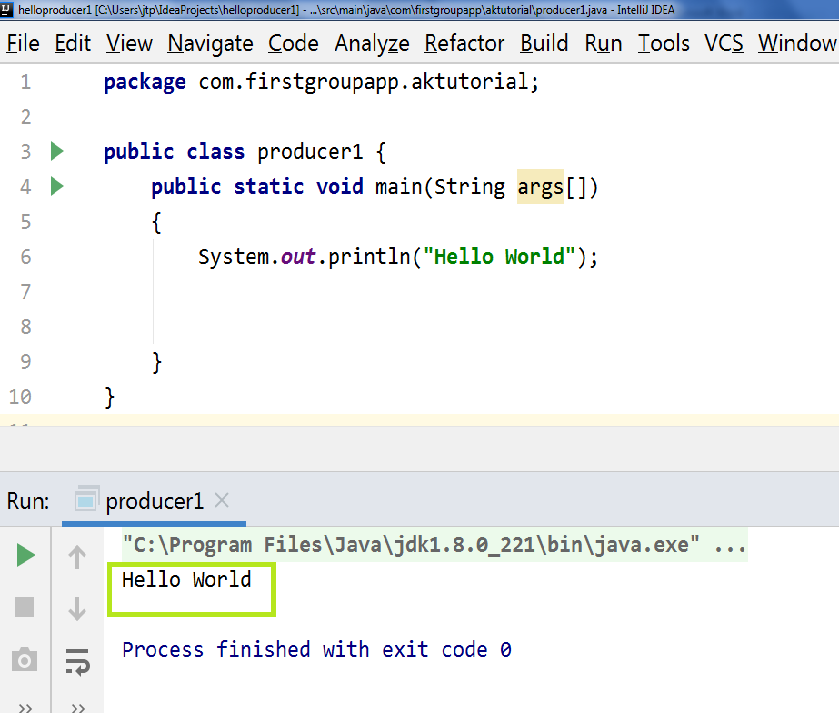 helloproducer1 [C:\Users\jtp\IdeaProjects\helloproducer1] - ...\src\main\java\com\firstgroupapp\aktutorial\producer1.java - IntelliJ IDEA
File Edit View Navigate Code Analyze Refactor Build Run Tools VCS Window
1 package com.firstgroupapp.aktutorial;
2
3 public class producer1 {
4 public static void main(String args[])
5 {
6 System.out.println("Hello World");
7
8
9 }
10 }
Run: producer1
"C:\Program Files\Java\jdk1.8.0_221\bin\java.exe" ...
Hello World
Process finished with exit code 0